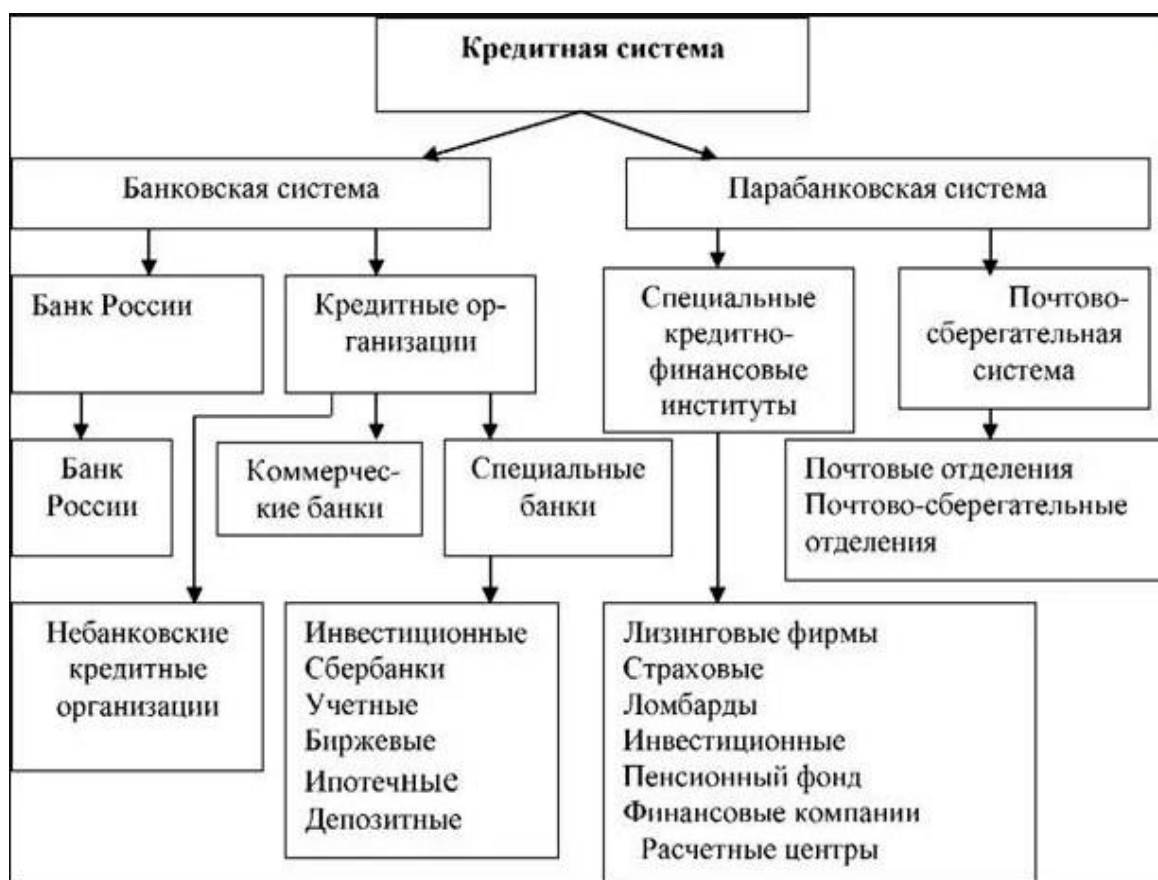 Кредитная система
Банковская система
Парабанковская система
Банк России
Кредитные ор-
ганизации
Специальные
кредитно-
финансовые
институты
Почтово-
сберегательная
система
Банк
России
Коммерчес-
кие банки
Специальные
банки
Почтовые отделения
Почтово-сберегательные
отделения
Небанковские
кредитные
организации
Инвестиционные
Сбербанки
Учетные
Биржевые
Ипотечные
Депозитные
Лизинговые фирмы
Страховые
Ломбарды
Инвестиционные
Пенсионный фонд
Финансовые компании
Расчетные центры